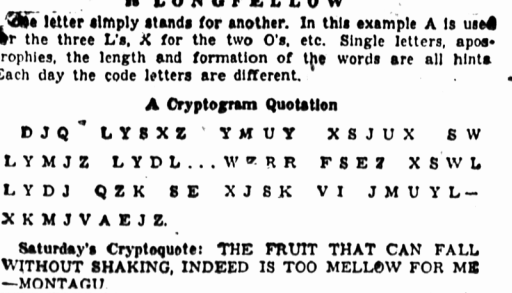 LONGFELLOW
One letter simply stands for another. In this example A is used
for the three L's, X for the two O's, etc. Single letters, apos-
trophies, the length and formation of the words are all hints
Each day the code letters are different.
A Cryptogram Quotation
DJQ LYSXZ YMUY XSJUX SW
LYMJZ LYDL... WZRR FSEZ XSWL
LYDJ QZK SE XJSK VI JMUYL—
XKMJVAEJZ.
Saturday's Cryptoquote: THE FRUIT THAT CAN FALL
WITHOUT SHAKING, INDEED IS TOO MELLOW FOR ME
—MONTAGU.